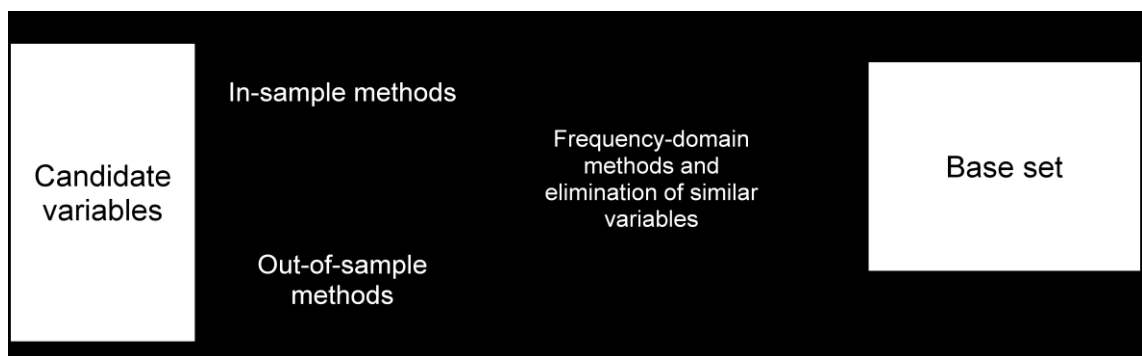 Candidate
variables
In-sample methods
Out-of-sample
methods
Frequency-domain
methods and
elimination of similar
variables
Base set